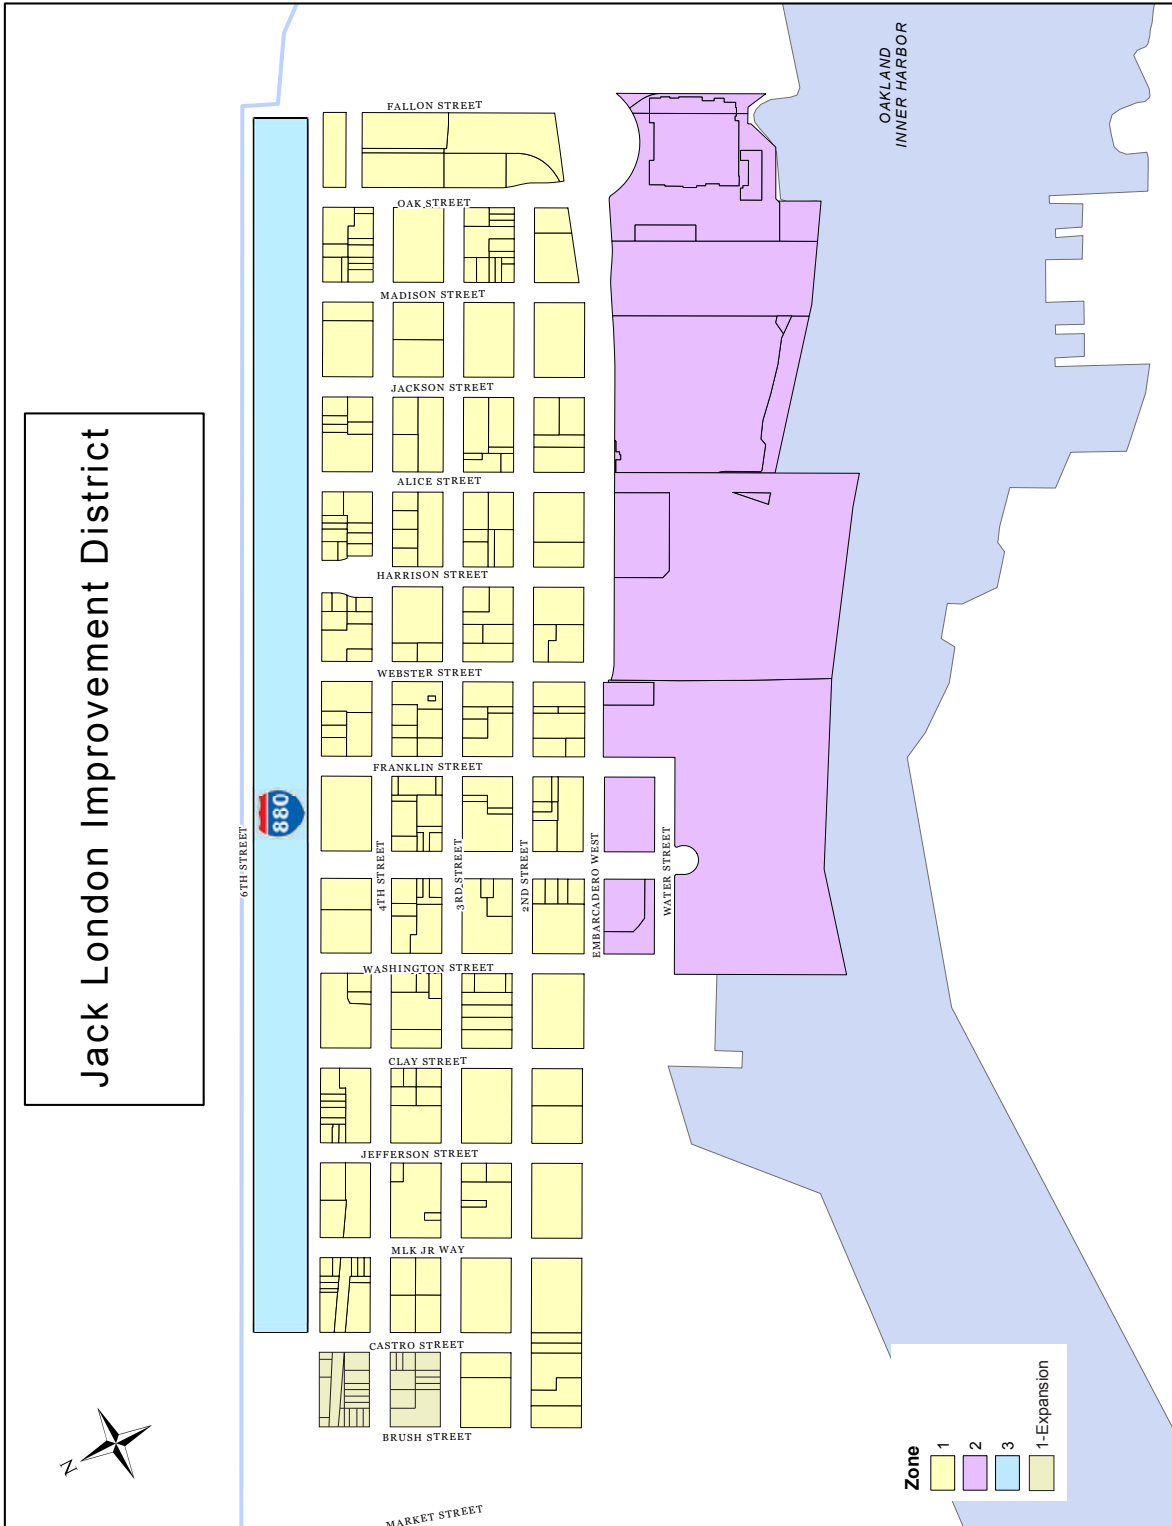 Jack London Improvement District
OAKLAND
INNER HARBOR
FALLON STREET
OAK STREET
MADISON STREET
JACKSON STREET
ALICE STREET
HARRISON STREET
WEBSTER STREET
FRANKLIN STREET
880
6TH STREET
4TH STREET
3RD STREET
2ND STREET
EMBARCADERO WEST
WATER STREET
WASHINGTON STREET
CLAY STREET
JEFFERSON STREET
MLK JR WAY
CASTRO STREET
BRUSH STREET
MARKET STREET
N
Zone
1
2
3
1-Expansion